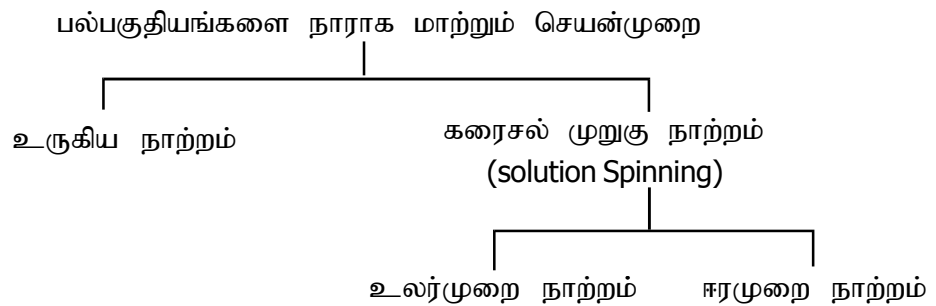 பல்பகுதியங்களை நாராக மாற்றும் செயன்முறை
உருகிய நாற்றம்
கரைசல் முறுகு நாற்றம்
(solution Spinning)
உலர்முறை நாற்றம்
ஈரமுறை நாற்றம்